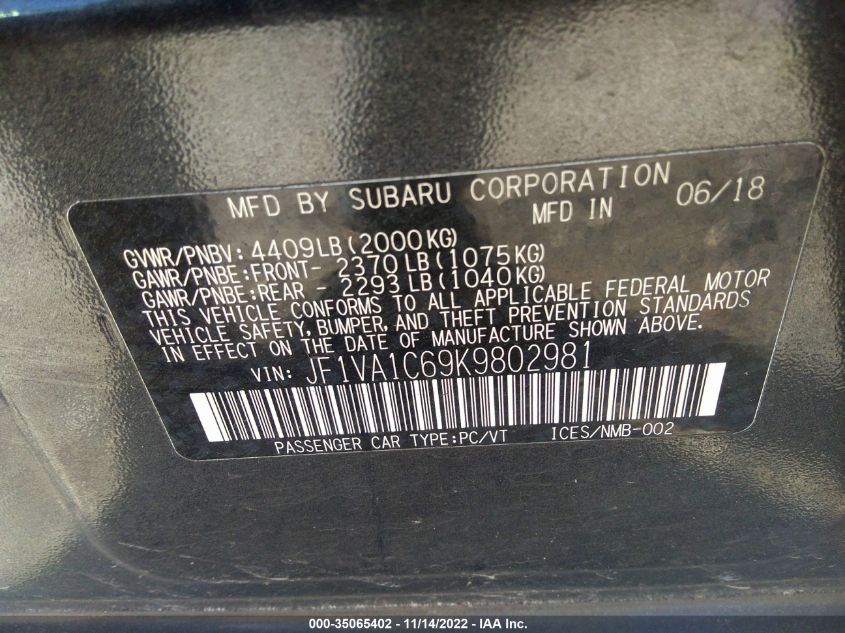 MFD BY SUBARU CORPORATION
MFD IN 06/18
GVWR/PNBV: 4409LB(2000KG)
GAWR/PNBE:FRONT- 2370LB(1075KG)
GAWR/PNBE:REAR - 2293LB(1040KG)
THIS VEHICLE CONFORMS TO ALL APPLICABLE FEDERAL MOTOR
VEHICLE SAFETY, BUMPER, AND THEFT PREVENTION STANDARDS
IN EFFECT ON THE DATE OF MANUFACTURE SHOWN ABOVE.
VIN: JF1VA1C69K9802981
PASSENGER CAR TYPE:PC/VT ICES/NMB-002
000-35065402 - 11/14/2022 - IAA Inc.